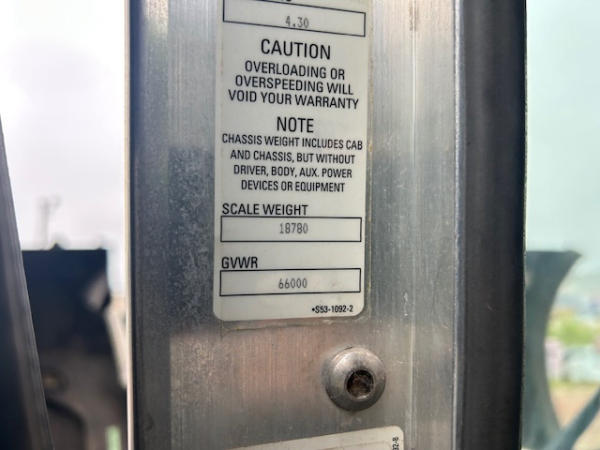 4.30
CAUTION
OVERLOADING OR
OVERSPEEDING WILL
VOID YOUR WARRANTY
NOTE
CHASSIS WEIGHT INCLUDES CAB
AND CHASSIS, BUT WITHOUT
DRIVER, BODY, AUX. POWER
DEVICES OR EQUIPMENT
SCALE WEIGHT
18780
GVWR
66000
•S53-1092-2